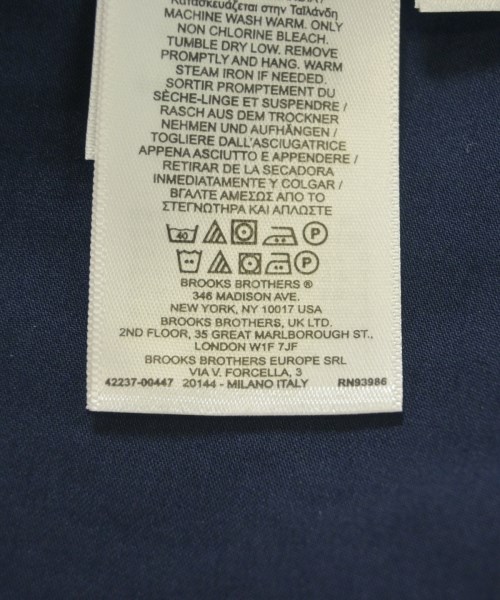 Κατασκευάζεται στην Ταϊλάνδη
MACHINE WASH WARM. ONLY
NON CHLORINE BLEACH.
TUMBLE DRY LOW. REMOVE
PROMPTLY AND HANG. WARM
STEAM IRON IF NEEDED.
SORTIR PROMPTEMENT DU
SÈCHE-LINGE ET SUSPENDRE /
RASCH AUS DEM TROCKNER
NEHMEN UND AUFHÄNGEN /
TOGLIERE DALL'ASCIUGATRICE
APPENA ASCIUTTO E APPENDERE /
RETIRAR DE LA SECADORA
INMEDIATAMENTE Y COLGAR /
ΒΓΑΛΤΕ ΑΜΕΣΩΣ ΑΠΟ ΤΟ
ΣΤΕΓΝΩΤΗΡΑ ΚΑΙ ΑΠΛΩΣΤΕ
40 P
P
BROOKS BROTHERS ®
346 MADISON AVE.
NEW YORK, NY 10017 USA
BROOKS BROTHERS, UK LTD.
2ND FLOOR, 35 GREAT MARLBOROUGH ST.,
LONDON W1F 7JF
BROOKS BROTHERS EUROPE SRL
VIA V. FORCELLA, 3
42237-00447 20144 - MILANO ITALY RN93986